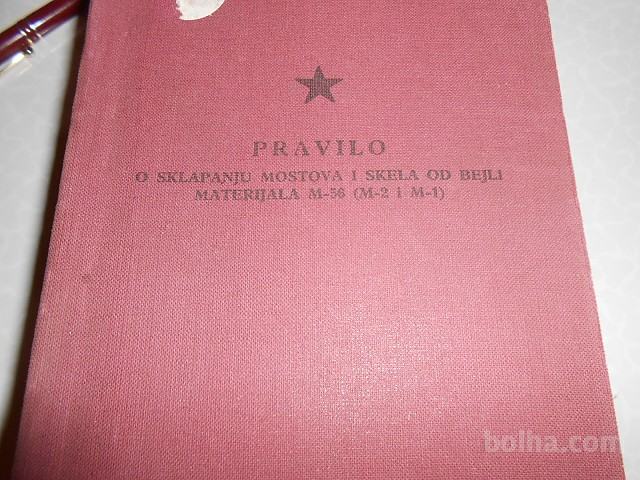 PRAVILO
O SKLAPANJU MOSTOVA I SKELA OD BEJLI
MATERIJALA M-56 (M-2 i M-1)
bolha.com